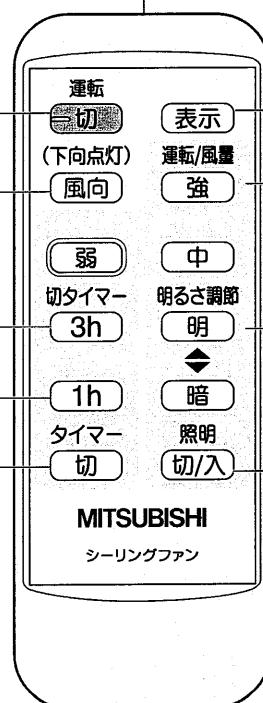 運転
切 表示
(下向点灯) 運転/風量
風向 強
弱 中
切タイマー 明るさ調節
3h 明
1h 暗
タイマー 照明
切 切/入
MITSUBISHI
シーリングファン